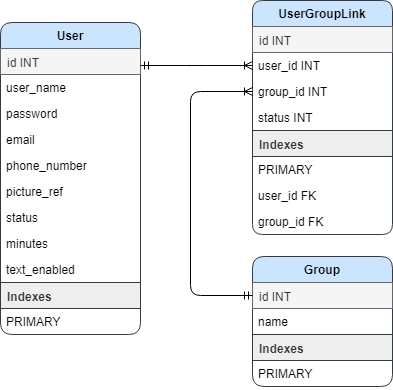 User
id INT
user_name
password
email
phone_number
picture_ref
status
minutes
text_enabled
Indexes
PRIMARY
UserGroupLink
id INT
user_id INT
group_id INT
status INT
Indexes
PRIMARY
user_id FK
group_id FK
Group
id INT
name
Indexes
PRIMARY